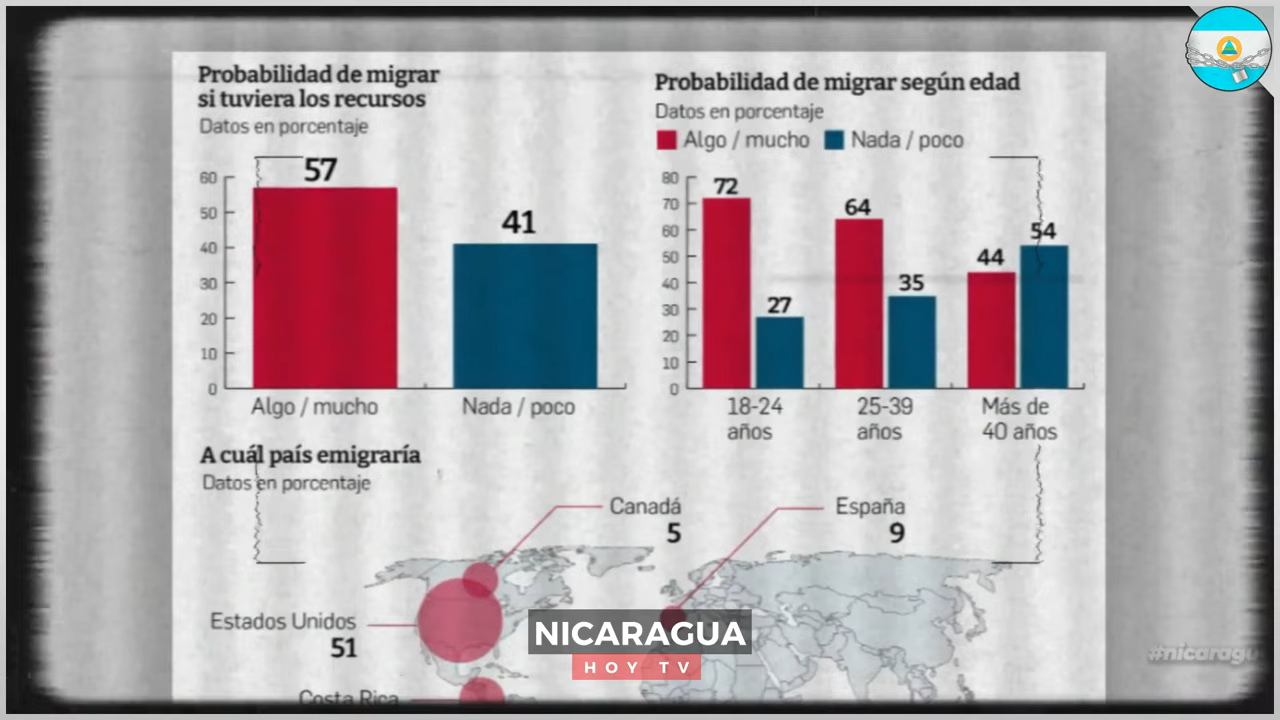 Probabilidad de migrar
si tuviera los recursos
Datos en porcentaje
60
50
40
30
20
10
0
57
41
Algo / mucho
Nada / poco
Probabilidad de migrar según edad
Datos en porcentaje
Algo / mucho
Nada / poco
80
70
60
50
40
30
20
10
0
72
27
64
35
44
54
18-24
años
25-39
años
Más de
40 años
A cuál país emigraría
Datos en porcentaje
Canadá
5
España
9
Estados Unidos
51
Costa Rica
NICARAGUA
HOY TV
#nicaragu